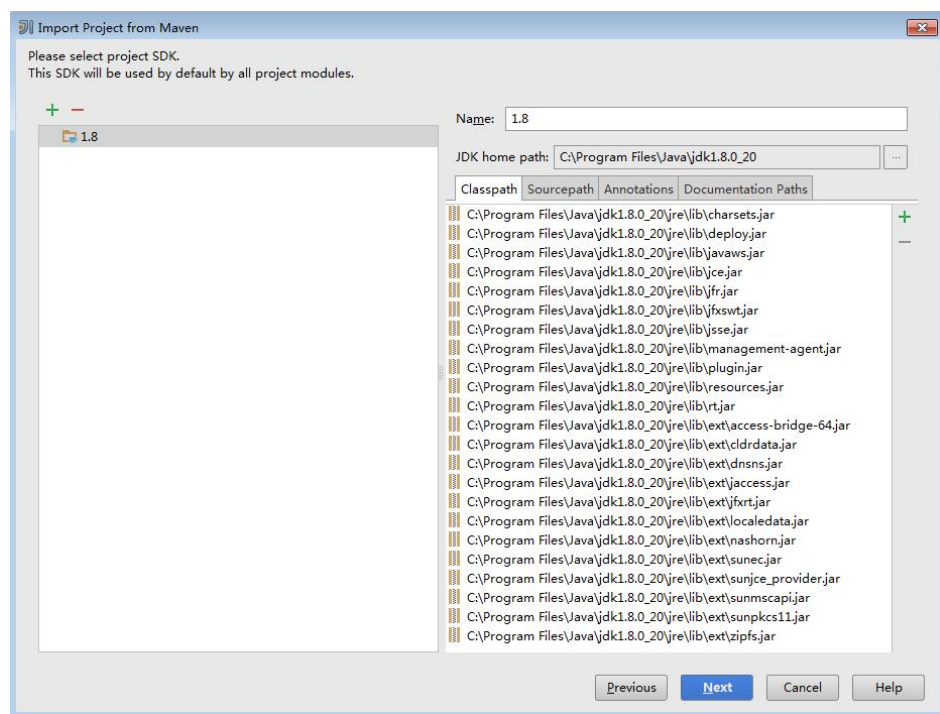 Import Project from Maven
Please select project SDK.
This SDK will be used by default by all project modules.
1.8
Name: 1.8
JDK home path: C:\Program Files\Java\jdk1.8.0_20 ...
Classpath Sourcepath Annotations Documentation Paths
C:\Program Files\Java\jdk1.8.0_20\jre\lib\charsets.jar
C:\Program Files\Java\jdk1.8.0_20\jre\lib\deploy.jar
C:\Program Files\Java\jdk1.8.0_20\jre\lib\javaws.jar
C:\Program Files\Java\jdk1.8.0_20\jre\lib\jce.jar
C:\Program Files\Java\jdk1.8.0_20\jre\lib\jfr.jar
C:\Program Files\Java\jdk1.8.0_20\jre\lib\jfxswt.jar
C:\Program Files\Java\jdk1.8.0_20\jre\lib\jsse.jar
C:\Program Files\Java\jdk1.8.0_20\jre\lib\management-agent.jar
C:\Program Files\Java\jdk1.8.0_20\jre\lib\plugin.jar
C:\Program Files\Java\jdk1.8.0_20\jre\lib\resources.jar
C:\Program Files\Java\jdk1.8.0_20\jre\lib\rt.jar
C:\Program Files\Java\jdk1.8.0_20\jre\lib\ext\access-bridge-64.jar
C:\Program Files\Java\jdk1.8.0_20\jre\lib\ext\cldrdata.jar
C:\Program Files\Java\jdk1.8.0_20\jre\lib\ext\dnsns.jar
C:\Program Files\Java\jdk1.8.0_20\jre\lib\ext\jaccess.jar
C:\Program Files\Java\jdk1.8.0_20\jre\lib\ext\jfxrt.jar
C:\Program Files\Java\jdk1.8.0_20\jre\lib\ext\localedata.jar
C:\Program Files\Java\jdk1.8.0_20\jre\lib\ext\nashorn.jar
C:\Program Files\Java\jdk1.8.0_20\jre\lib\ext\sunec.jar
C:\Program Files\Java\jdk1.8.0_20\jre\lib\ext\sunjce_provider.jar
C:\Program Files\Java\jdk1.8.0_20\jre\lib\ext\sunmscapi.jar
C:\Program Files\Java\jdk1.8.0_20\jre\lib\ext\sunpkcs11.jar
C:\Program Files\Java\jdk1.8.0_20\jre\lib\ext\zipfs.jar
Previous Next Cancel Help